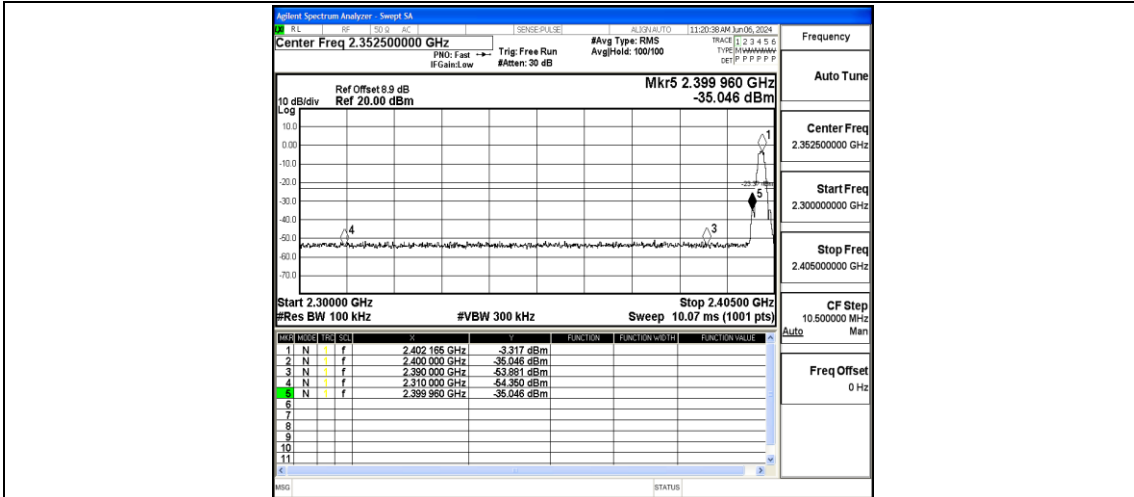 Agilent Spectrum Analyzer - Swept SA
RL RF 50 Ω AC SENSE:PULSE ALIGN AUTO 11:20:38 AM Jun 06, 2024
Center Freq 2.352500000 GHz
PNO: Fast
IFGain:Low
Trig: Free Run
#Atten: 30 dB
#Avg Type: RMS
Avg|Hold: 100/100
TRACE 1 2 3 4 5 6
TYPE M W W W W W
DET P P P P P P
Frequency
Auto Tune
Center Freq
2.352500000 GHz
Start Freq
2.300000000 GHz
Stop Freq
2.405000000 GHz
CF Step
10.500000 MHz
Auto Man
Freq Offset
0 Hz
Mkr5 2.399 960 GHz
-35.046 dBm
Ref Offset 8.9 dB
10 dB/div Ref 20.00 dBm
Log
10.0
0.00
-10.0
-20.0
-30.0
-40.0
-50.0
-60.0
-70.0
1
5
3
4
Start 2.30000 GHz Stop 2.40500 GHz
#Res BW 100 kHz #VBW 300 kHz Sweep 10.07 ms (1001 pts)
MKR MODE TRC SCL X Y FUNCTION FUNCTION WIDTH FUNCTION VALUE
1 N 1 f 2.402 165 GHz -3.317 dBm
2 N 1 f 2.400 000 GHz -35.046 dBm
3 N 1 f 2.390 000 GHz -53.881 dBm
4 N 1 f 2.310 000 GHz -54.350 dBm
5 N 1 f 2.399 960 GHz -35.046 dBm
6
7
8
9
10
11
MSG STATUS